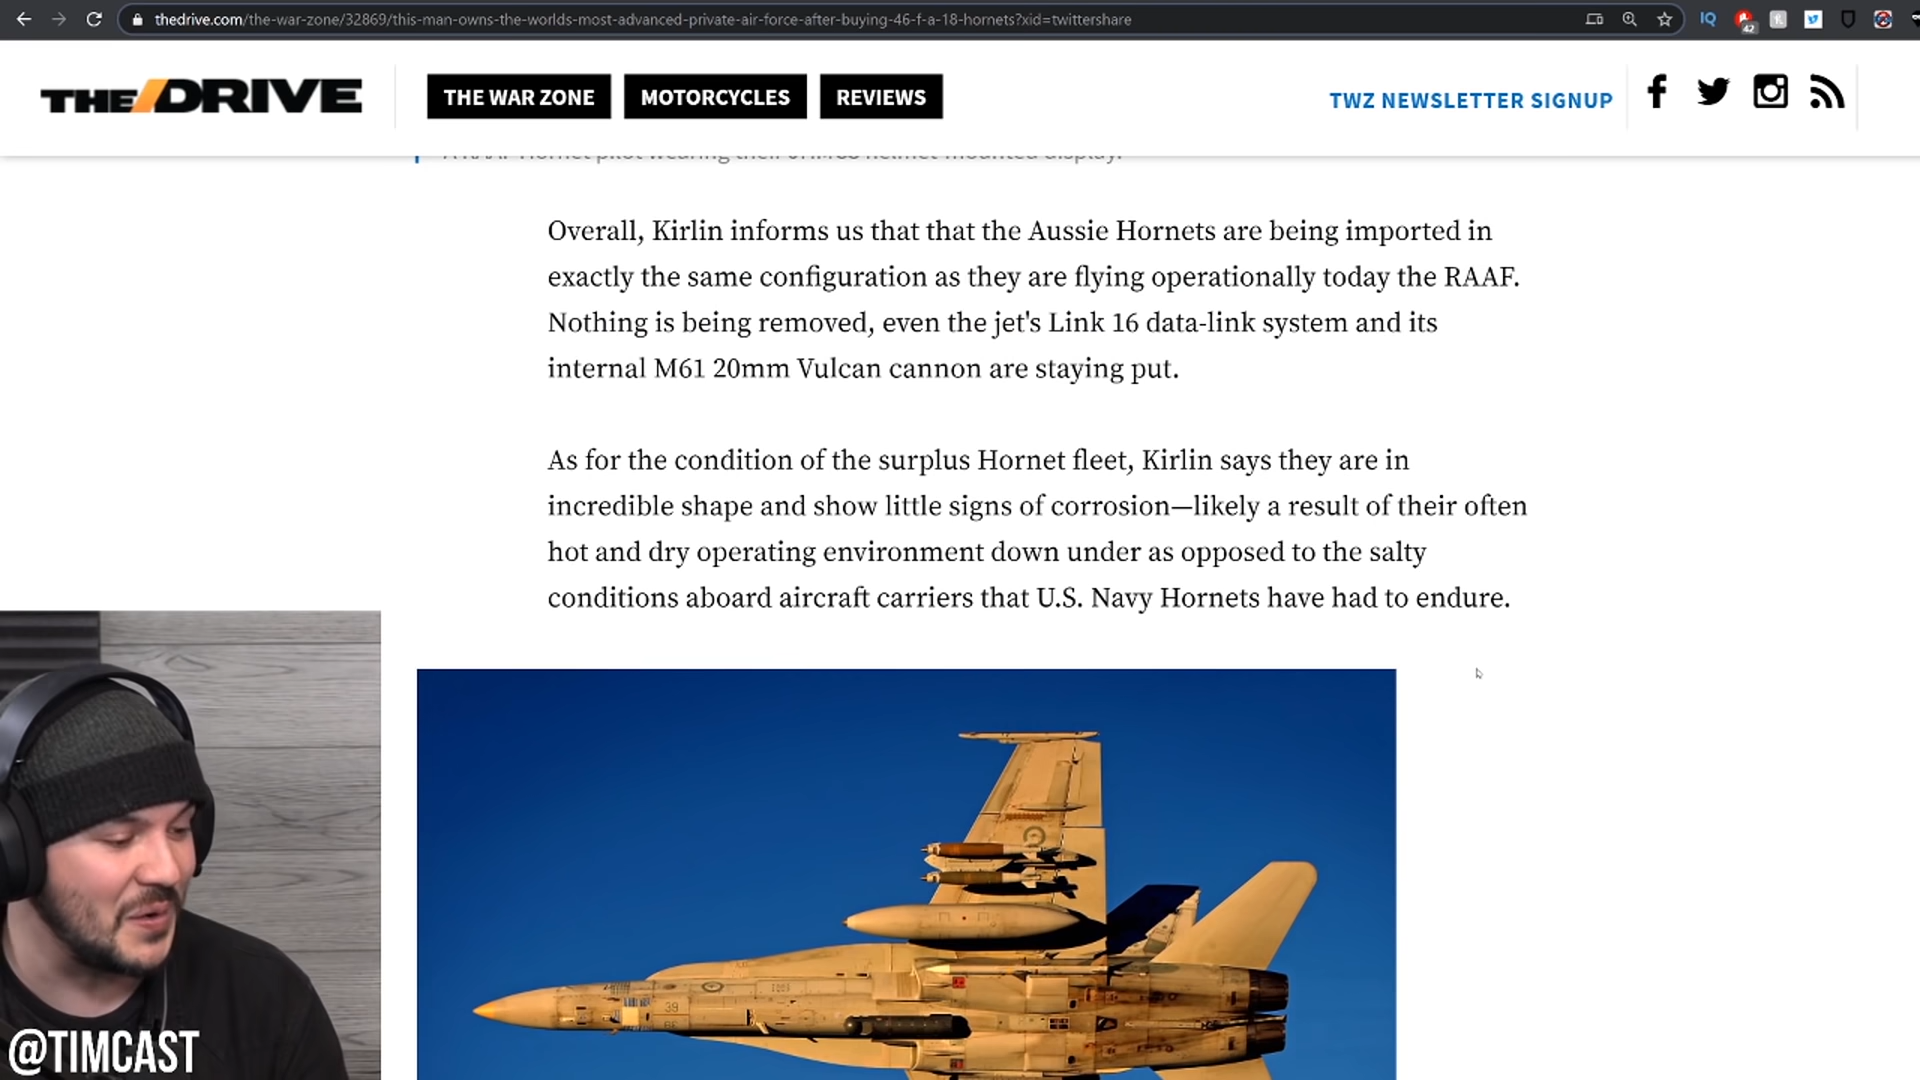 thedrive.com/the-war-zone/32869/this-man-owns-the-worlds-most-advanced-private-air-force-after-buying-46-f-a-18-hornets?xid=twittershare
IQ
42
THE/DRIVE
THE WAR ZONE
MOTORCYCLES
REVIEWS
TWZ NEWSLETTER SIGNUP
Overall, Kirlin informs us that that the Aussie Hornets are being imported in
exactly the same configuration as they are flying operationally today the RAAF.
Nothing is being removed, even the jet's Link 16 data-link system and its
internal M61 20mm Vulcan cannon are staying put.
As for the condition of the surplus Hornet fleet, Kirlin says they are in
incredible shape and show little signs of corrosion—likely a result of their often
hot and dry operating environment down under as opposed to the salty
conditions aboard aircraft carriers that U.S. Navy Hornets have had to endure.
39
@TIMCAST